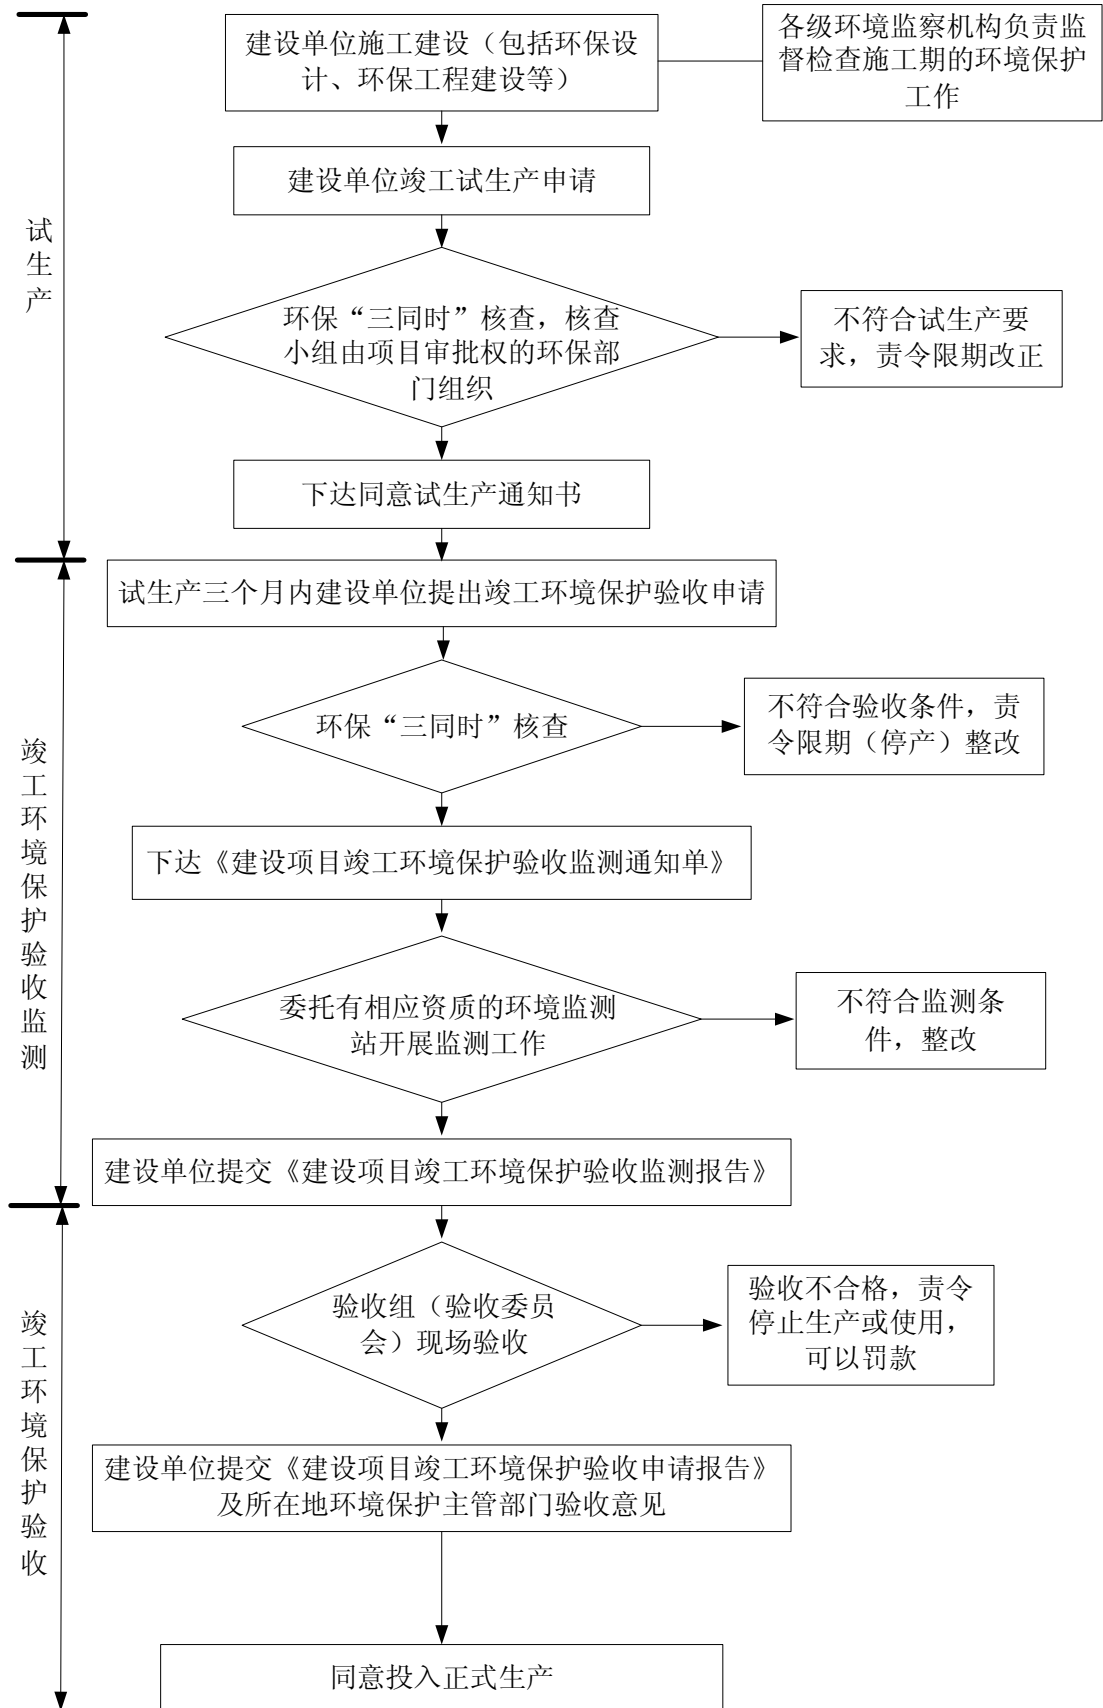 建设单位施工建设（包括环保设
计、环保工程建设等）
各级环境监察机构负责监
督检查施工期的环境保护
工作
建设单位竣工试生产申请
试生产
环保“三同时”核查，核查
小组由项目审批权的环保部
门组织
不符合试生产要
求，责令限期改正
下达同意试生产通知书
试生产三个月内建设单位提出竣工环境保护验收申请
竣工环境保护验收监测
环保“三同时”核查
不符合验收条件，责
令限期（停产）整改
下达《建设项目竣工环境保护验收监测通知单》
委托有相应资质的环境监测
站开展监测工作
不符合监测条
件，整改
建设单位提交《建设项目竣工环境保护验收监测报告》
竣工环境保护验收
验收组（验收委员
会）现场验收
验收不合格，责令
停止生产或使用，
可以罚款
建设单位提交《建设项目竣工环境保护验收申请报告》
及所在地环境保护主管部门验收意见
同意投入正式生产